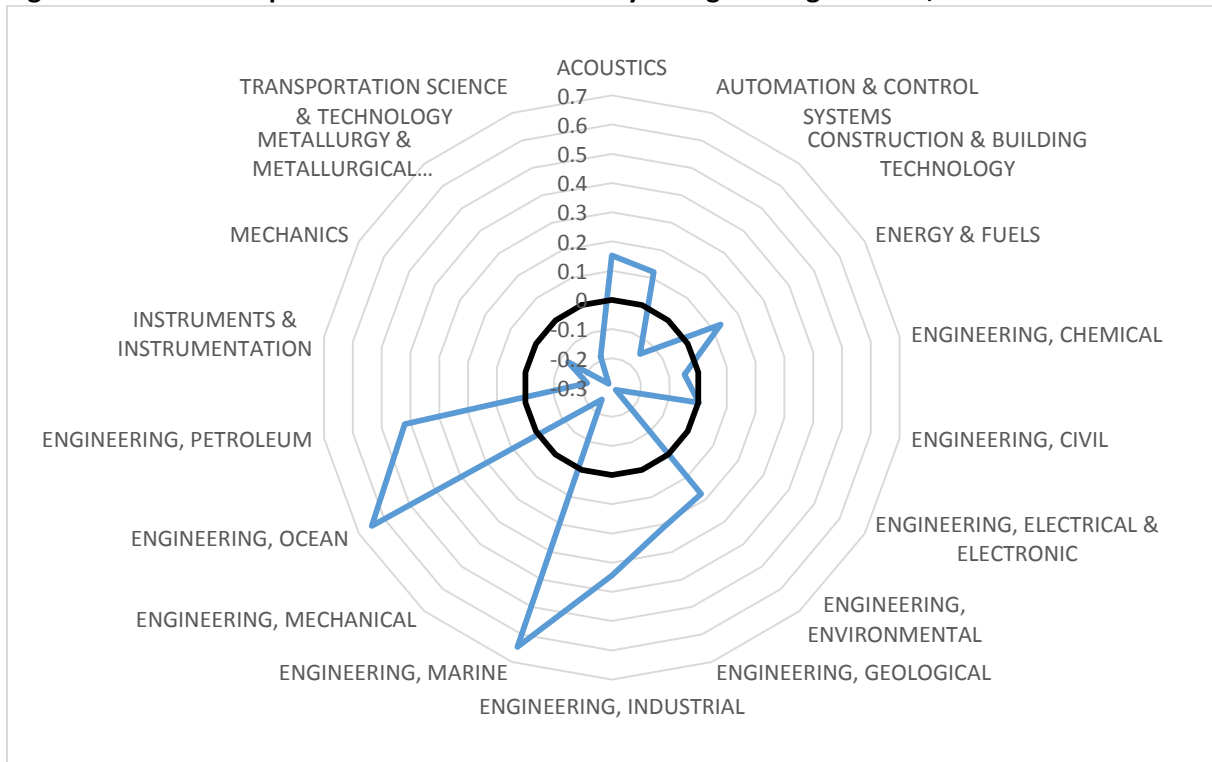 ACOUSTICS
AUTOMATION & CONTROL
SYSTEMS
CONSTRUCTION & BUILDING
TECHNOLOGY
ENERGY & FUELS
ENGINEERING, CHEMICAL
ENGINEERING, CIVIL
ENGINEERING, ELECTRICAL &
ELECTRONIC
ENGINEERING,
ENVIRONMENTAL
ENGINEERING, GEOLOGICAL
ENGINEERING, INDUSTRIAL
ENGINEERING, MARINE
ENGINEERING, MECHANICAL
ENGINEERING, OCEAN
ENGINEERING, PETROLEUM
INSTRUMENTS &
INSTRUMENTATION
MECHANICS
METALLURGY &
METALLURGICAL...
TRANSPORTATION SCIENCE
& TECHNOLOGY
0.7
0.6
0.5
0.4
0.3
0.2
0.1
0
-0.1
-0.2
-0.3